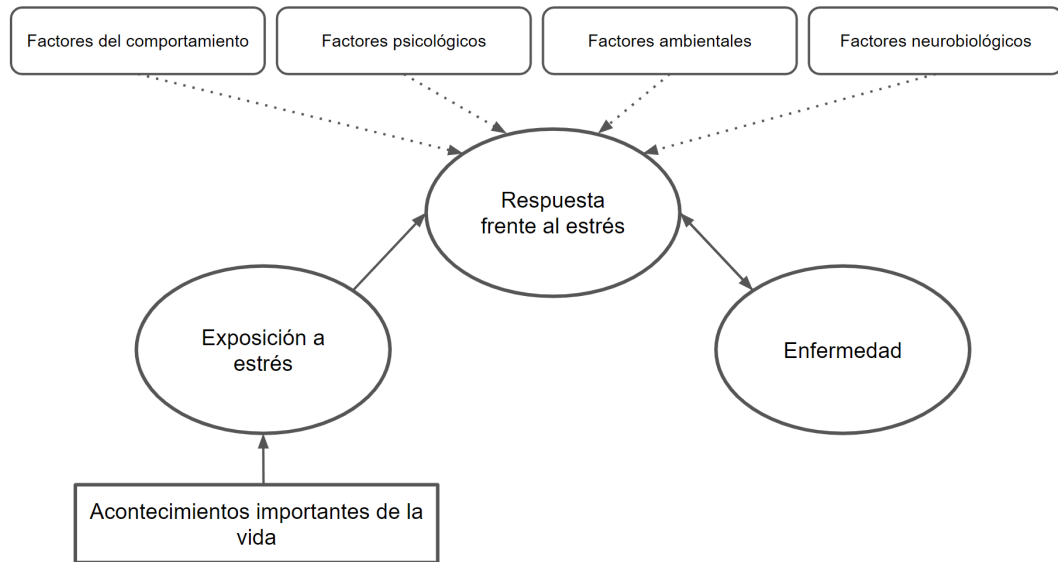 Factores del comportamiento
Factores psicológicos
Factores ambientales
Factores neurobiológicos
Respuesta
frente al estrés
Exposición a
estrés
Enfermedad
Acontecimientos importantes de la
vida